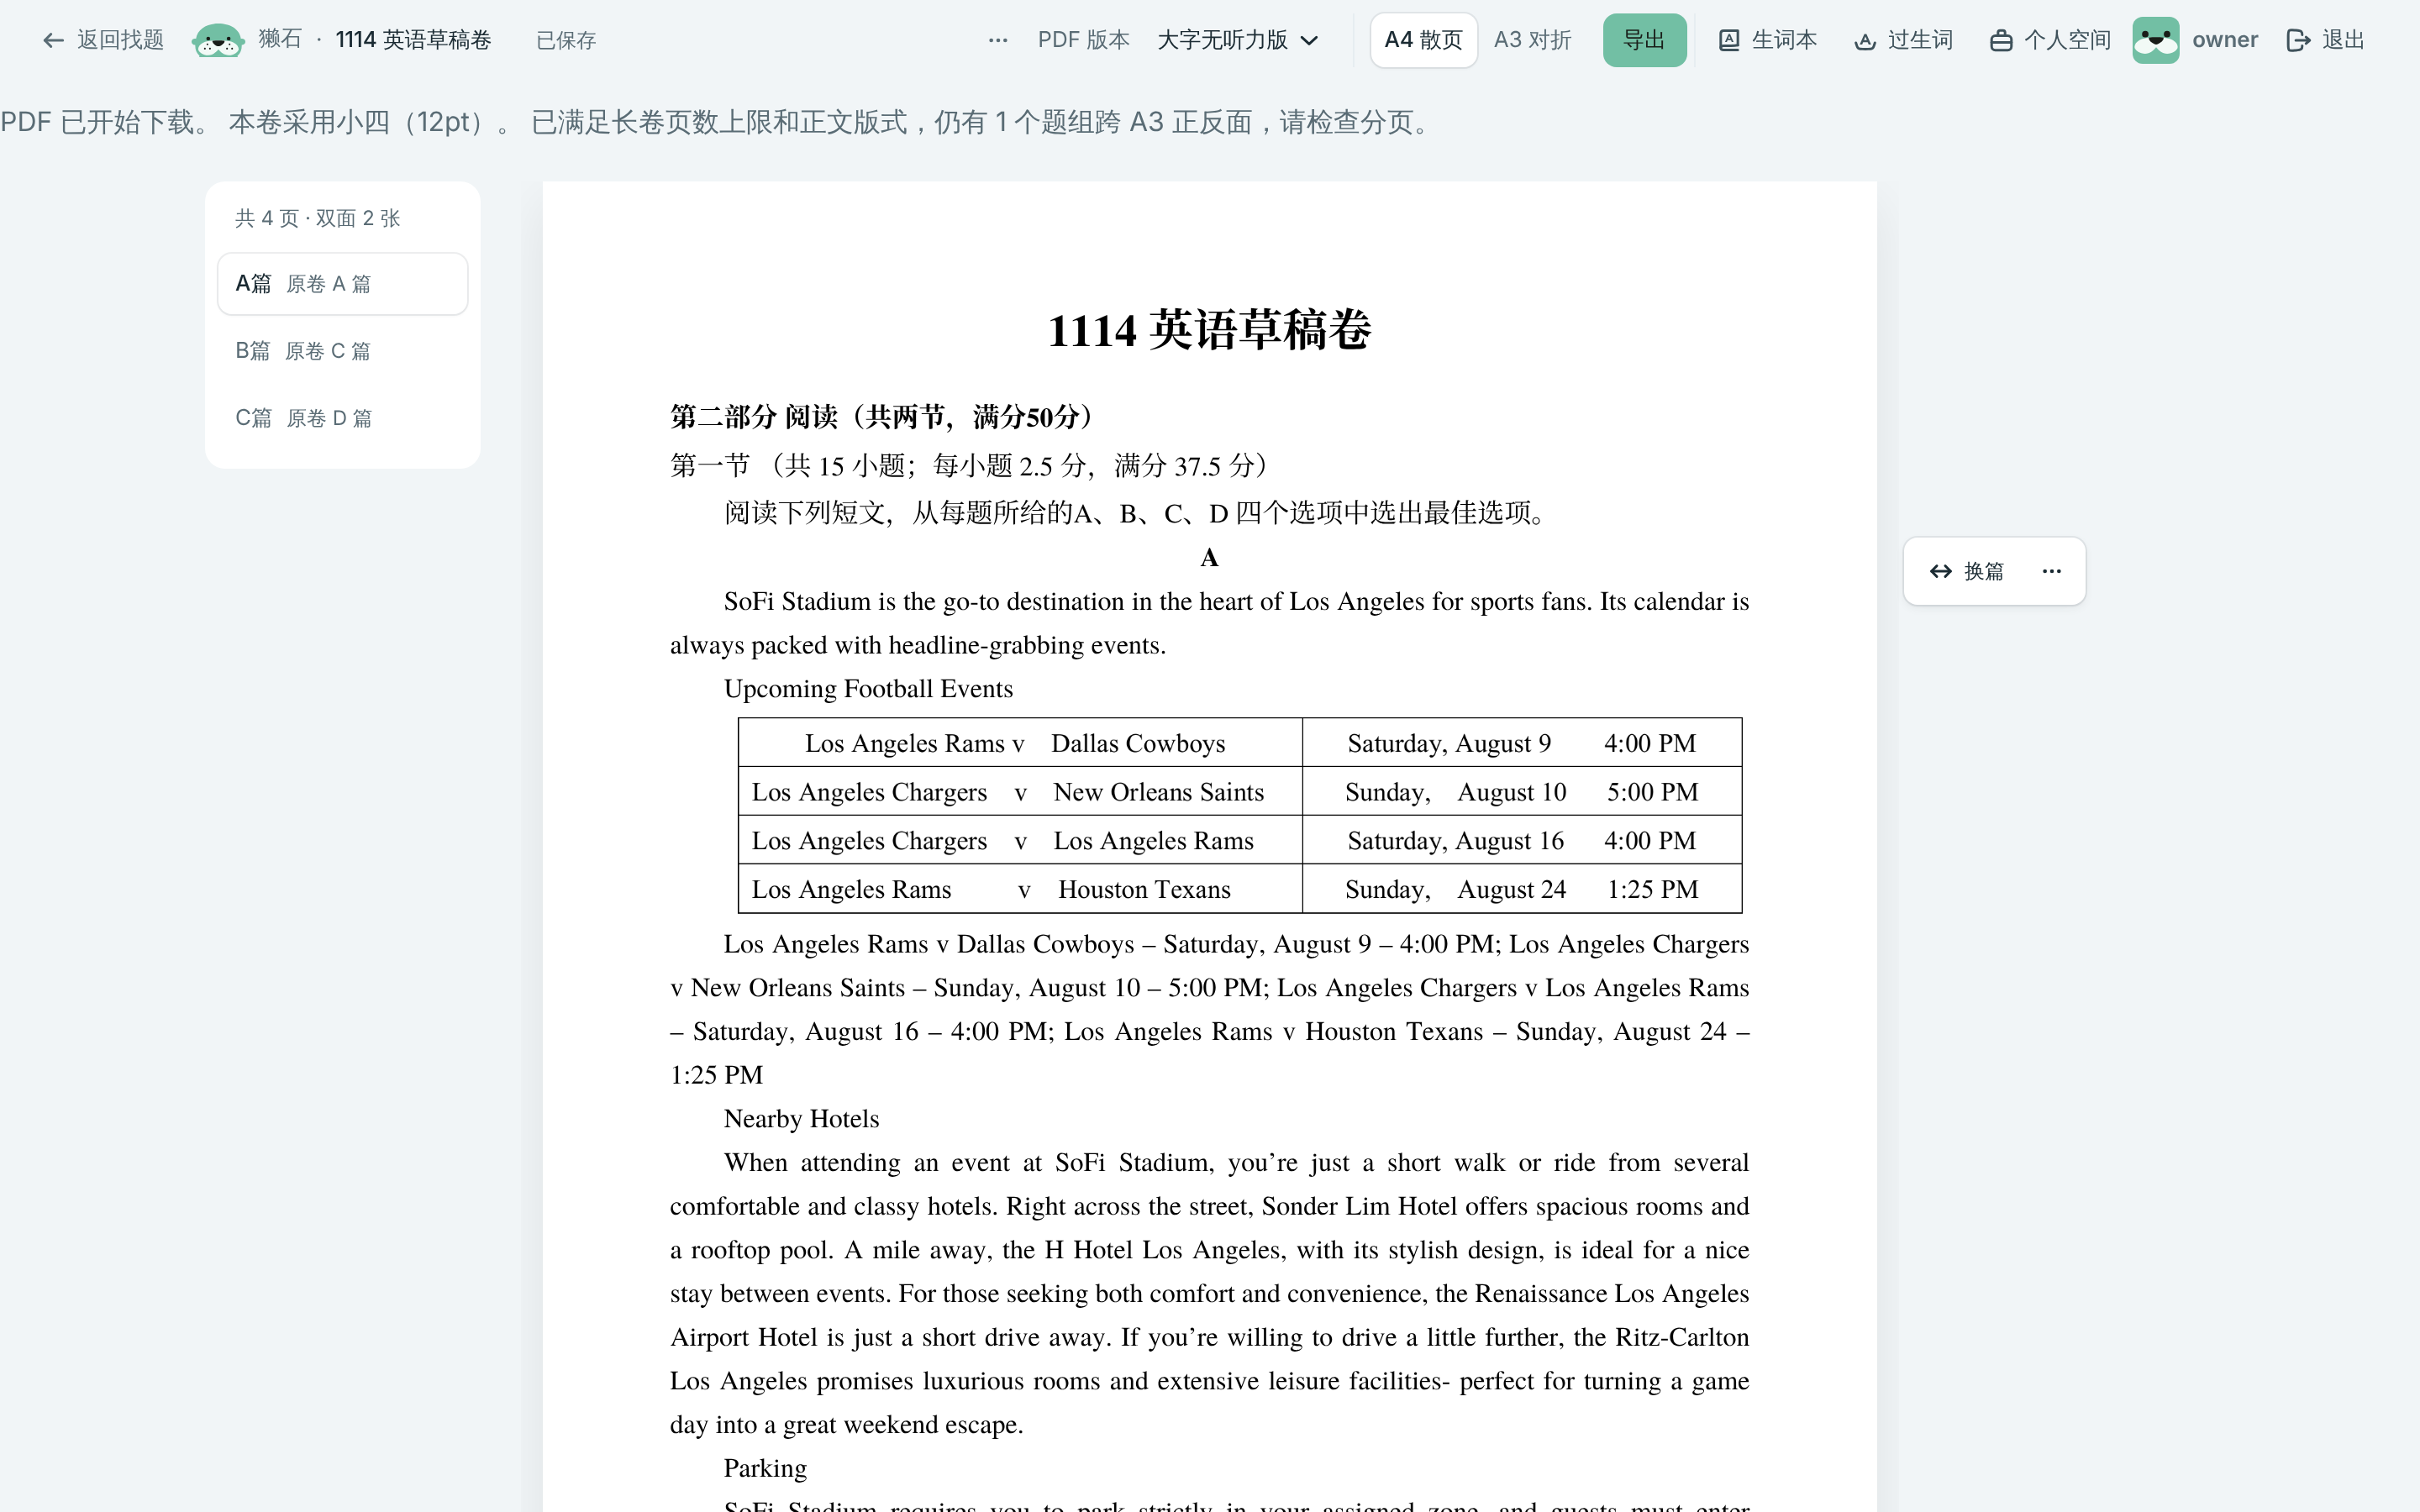 返回找题 獭石 · 1114 英语草稿卷 已保存 ··· PDF 版本 大字无听力版 A4 散页 A3 对折 导出 生词本 过生词 个人空间 owner 退出
PDF 已开始下载。 本卷采用小四（12pt）。 已满足长卷页数上限和正文版式，仍有 1 个题组跨 A3 正反面，请检查分页。
共 4 页 · 双面 2 张
A篇 原卷 A 篇
B篇 原卷 C 篇
C篇 原卷 D 篇
1114 英语草稿卷
第二部分 阅读（共两节，满分50分）
第一节 （共 15 小题；每小题 2.5 分，满分 37.5 分）
阅读下列短文，从每题所给的A、B、C、D 四个选项中选出最佳选项。
A
换篇 ···
SoFi Stadium is the go-to destination in the heart of Los Angeles for sports fans. Its calendar is
always packed with headline-grabbing events.
Upcoming Football Events
Los Angeles Rams v Dallas Cowboys Saturday, August 9 4:00 PM
Los Angeles Chargers v New Orleans Saints Sunday, August 10 5:00 PM
Los Angeles Chargers v Los Angeles Rams Saturday, August 16 4:00 PM
Los Angeles Rams v Houston Texans Sunday, August 24 1:25 PM
Los Angeles Rams v Dallas Cowboys – Saturday, August 9 – 4:00 PM; Los Angeles Chargers
v New Orleans Saints – Sunday, August 10 – 5:00 PM; Los Angeles Chargers v Los Angeles Rams
– Saturday, August 16 – 4:00 PM; Los Angeles Rams v Houston Texans – Sunday, August 24 –
1:25 PM
Nearby Hotels
When attending an event at SoFi Stadium, you’re just a short walk or ride from several
comfortable and classy hotels. Right across the street, Sonder Lim Hotel offers spacious rooms and
a rooftop pool. A mile away, the H Hotel Los Angeles, with its stylish design, is ideal for a nice
stay between events. For those seeking both comfort and convenience, the Renaissance Los Angeles
Airport Hotel is just a short drive away. If you’re willing to drive a little further, the Ritz-Carlton
Los Angeles promises luxurious rooms and extensive leisure facilities- perfect for turning a game
day into a great weekend escape.
Parking
SoFi Stadium requires you to park strictly in your assigned zone, and guests must enter